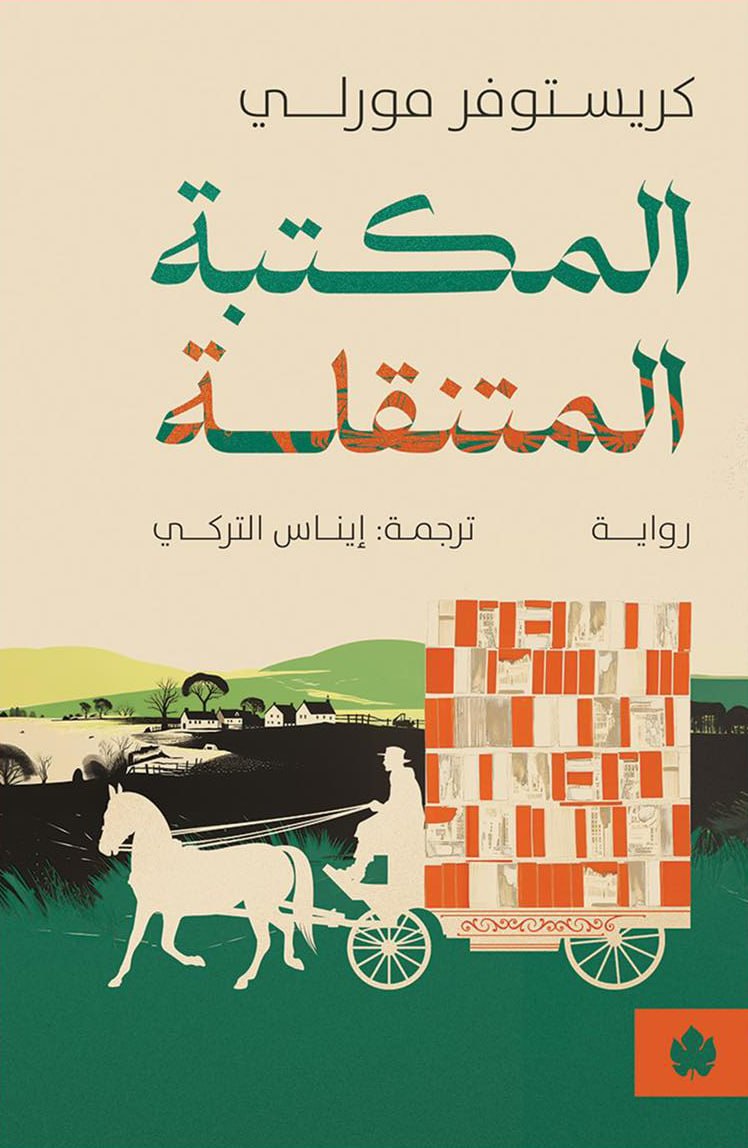 كريستوفر مورلي
المكتبة
المتنقلة
رواية ترجمة: إيناس التركي